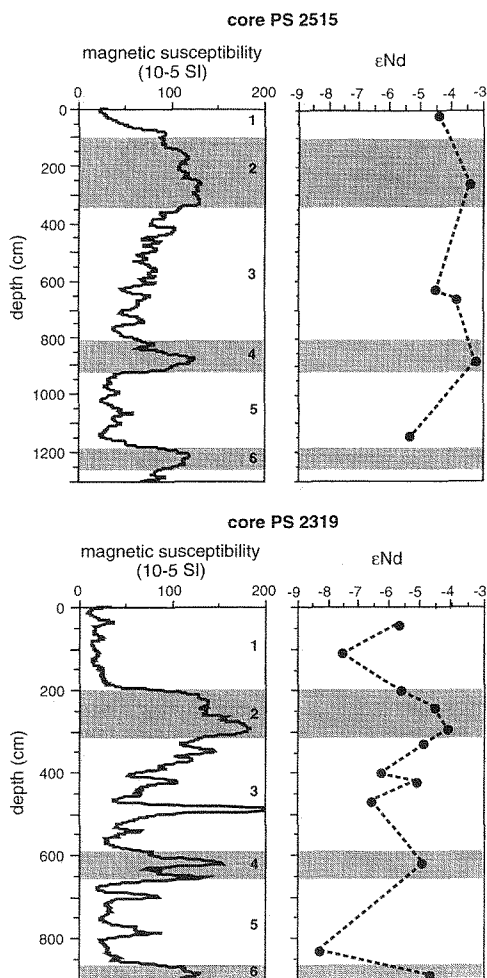 core PS 2515
magnetic susceptibility
(10-5 SI)
εNd
0 100 200
-9 -8 -7 -6 -5 -4 -3
depth (cm)
0
200
400
600
800
1000
1200
1
2
3
4
5
6
core PS 2319
magnetic susceptibility
(10-5 SI)
εNd
0 100 200
-9 -8 -7 -6 -5 -4 -3
depth (cm)
0
200
400
600
800
1
2
3
4
5
6